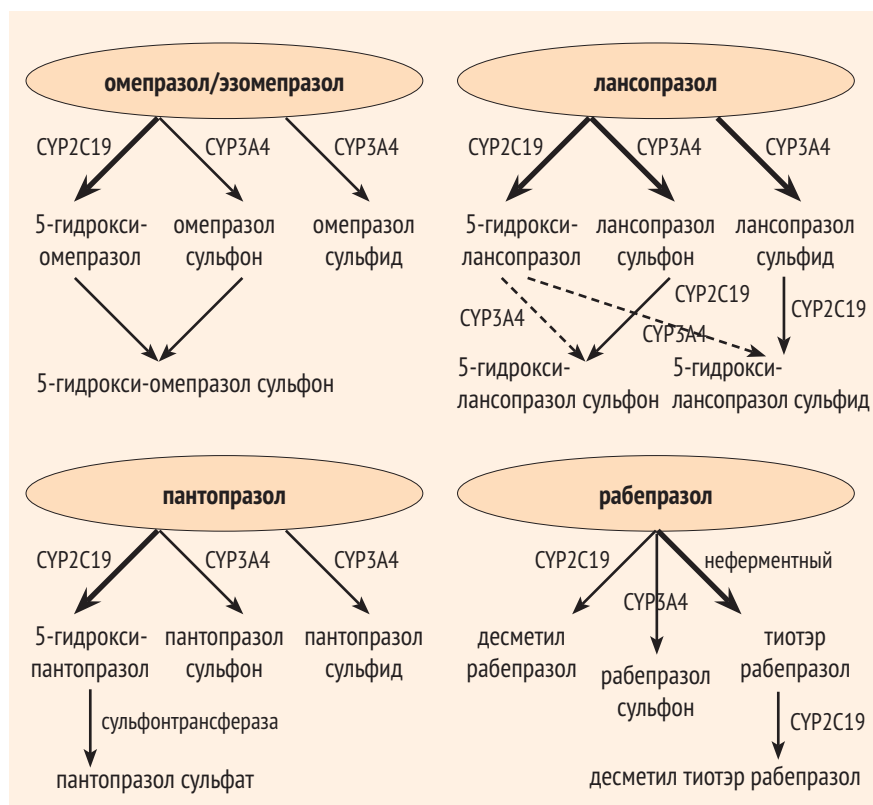 омепразол/эзомепразол
CYP2C19
CYP3A4
CYP3A4
5-гидрокси-
омепразол
омепразол
сульфон
омепразол
сульфид
5-гидрокси-омепразол сульфон
лансопразол
CYP2C19
CYP3A4
CYP3A4
5-гидрокси-
лансопразол
лансопразол
сульфон
лансопразол
сульфид
CYP3A4
CYP2C19
CYP3A4
CYP2C19
5-гидрокси-
лансопразол сульфон
5-гидрокси-
лансопразол сульфид
пантопразол
CYP2C19
CYP3A4
CYP3A4
5-гидрокси-
пантопразол
пантопразол
сульфон
пантопразол
сульфид
сульфонтрансфераза
пантопразол сульфат
рабепразол
CYP2C19
CYP3A4
неферментный
десметил
рабепразол
рабепразол
сульфон
тиотэр
рабепразол
CYP2C19
десметил тиотэр рабепразол